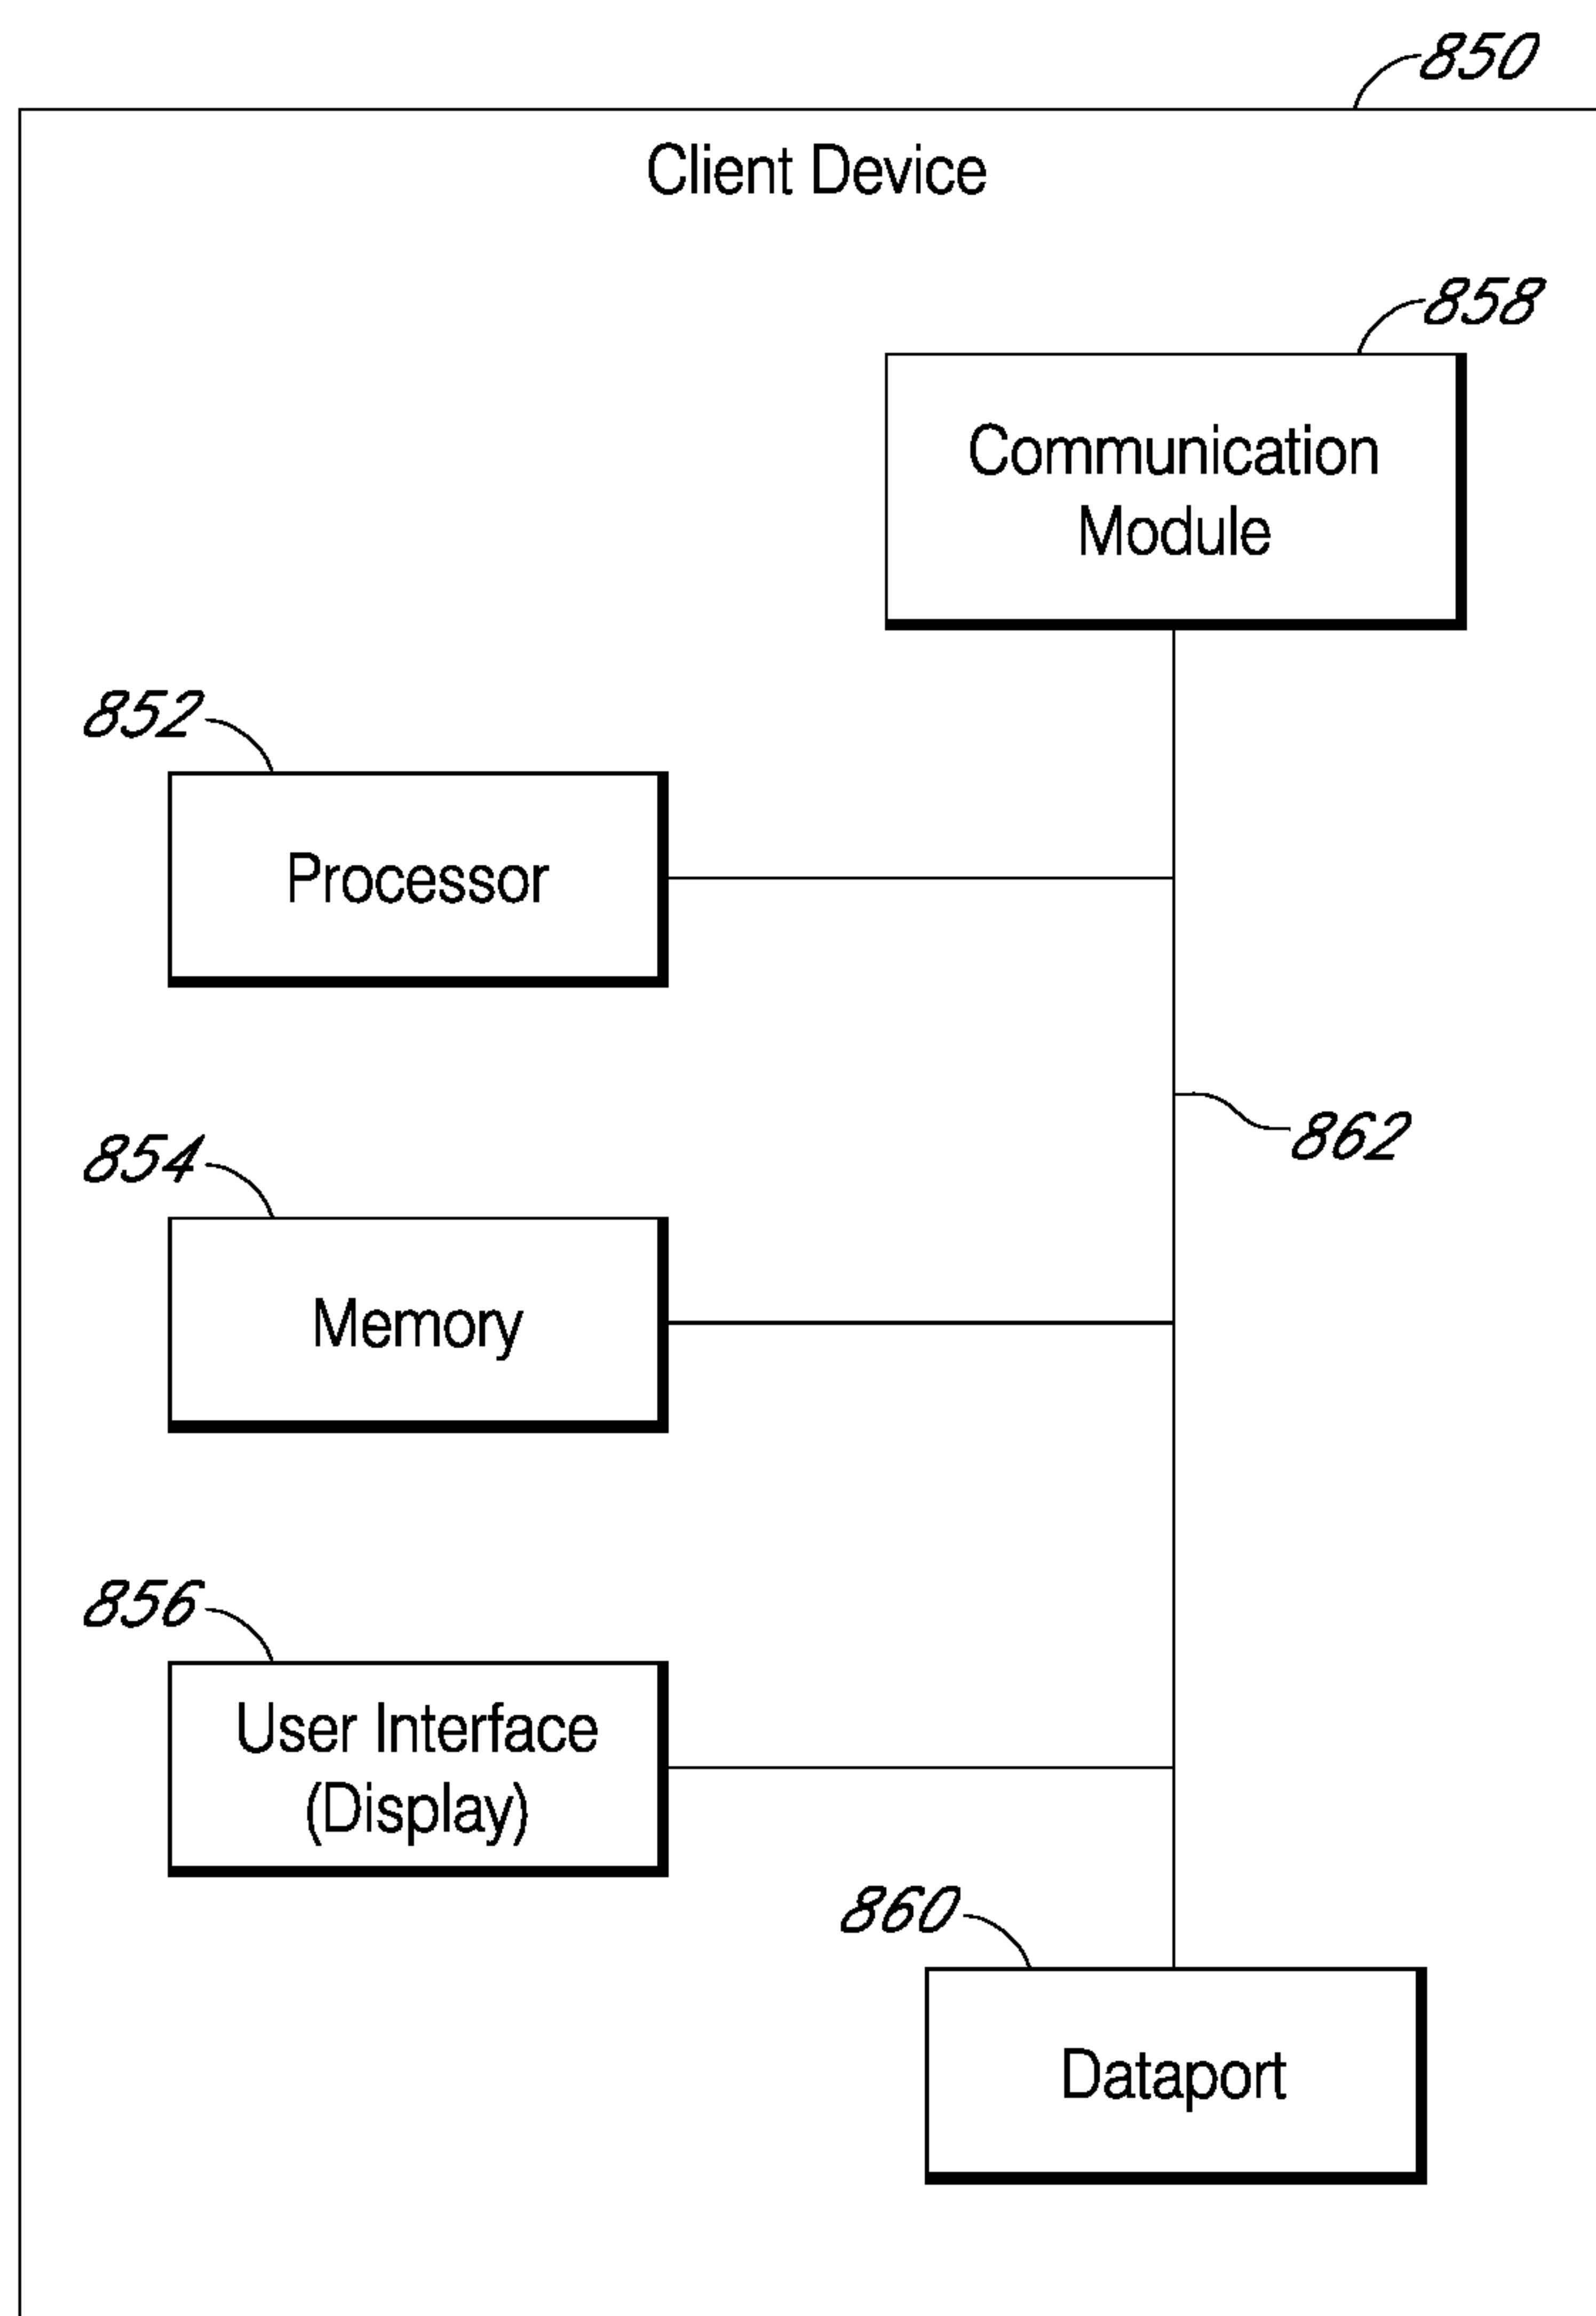 850
Client Device
858
Communication
Module
852
Processor
862
854
Memory
856
User Interface
(Display)
860
Dataport